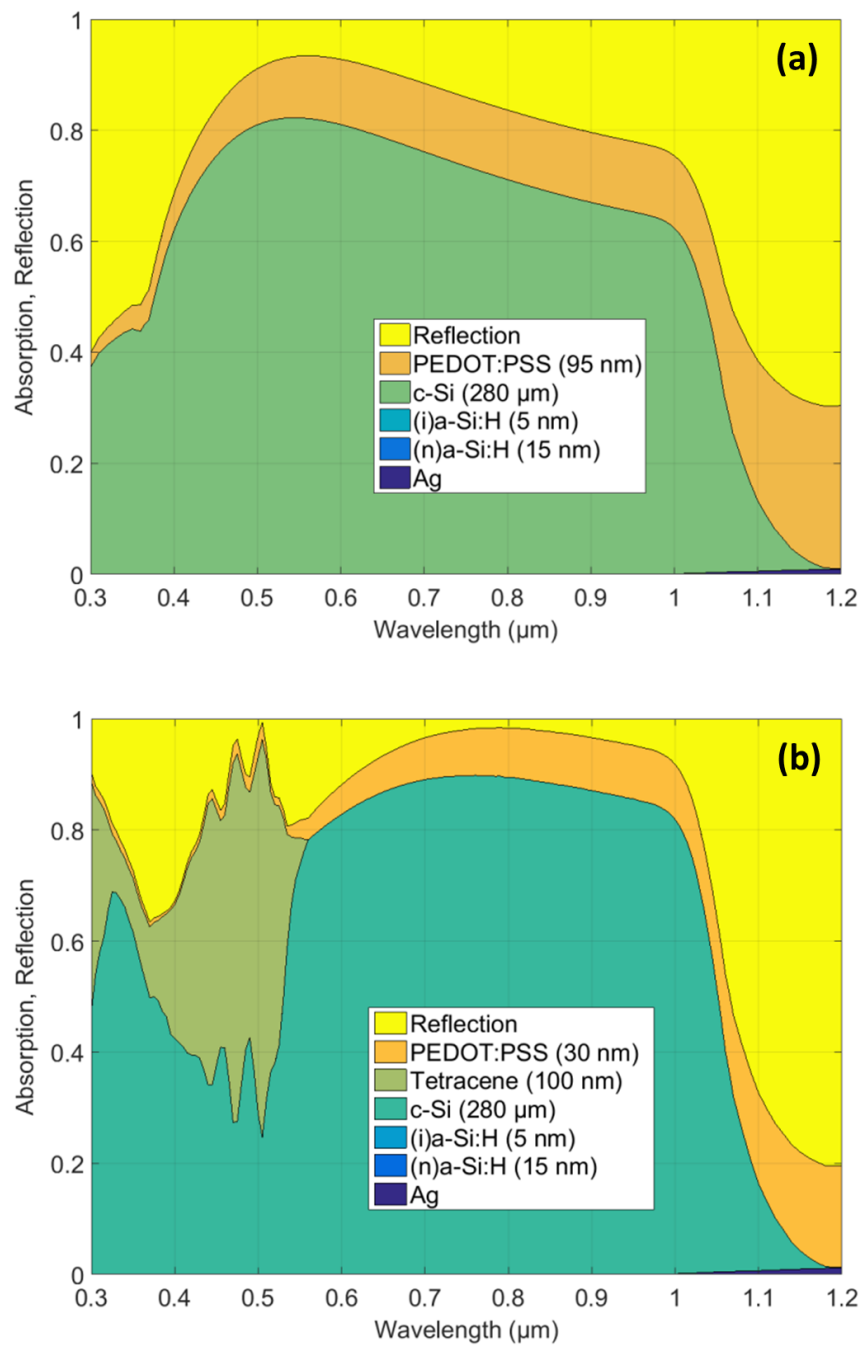 (a)
1
0.8
0.6
0.4
0.2
0
Absorption, Reflection
Reflection
PEDOT:PSS (95 nm)
c-Si (280 µm)
(i)a-Si:H (5 nm)
(n)a-Si:H (15 nm)
Ag
0.3 0.4 0.5 0.6 0.7 0.8 0.9 1 1.1 1.2
Wavelength (µm)
(b)
1
0.8
0.6
0.4
0.2
0
Absorption, Reflection
Reflection
PEDOT:PSS (30 nm)
Tetracene (100 nm)
c-Si (280 µm)
(i)a-Si:H (5 nm)
(n)a-Si:H (15 nm)
Ag
0.3 0.4 0.5 0.6 0.7 0.8 0.9 1 1.1 1.2
Wavelength (µm)